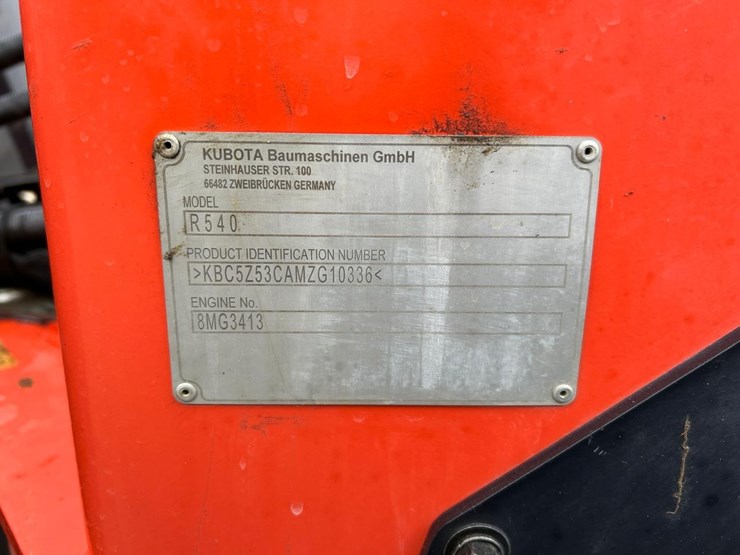 KUBOTA Baumaschinen GmbH
STEINHAUSER STR. 100
66482 ZWEIBRÜCKEN GERMANY
MODEL
R540
PRODUCT IDENTIFICATION NUMBER
>KBC5Z53CAMZG10336<
ENGINE No.
8MG3413